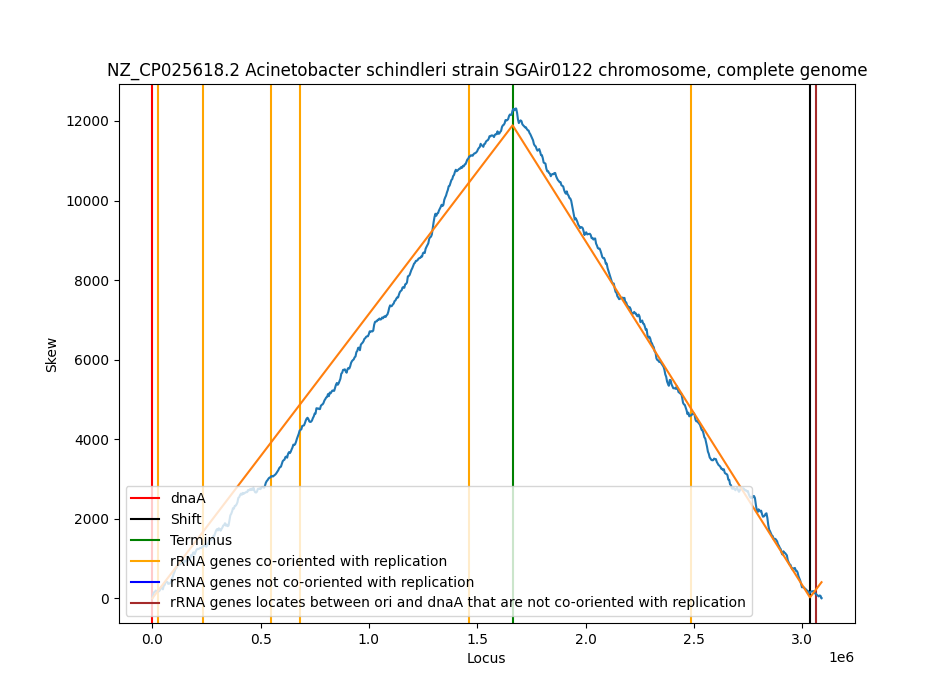 NZ_CP025618.2 Acinetobacter schindleri strain SGAir0122 chromosome, complete genome
12000
10000
8000
6000
4000
2000
0
Skew
dnaA
Shift
Terminus
rRNA genes co-oriented with replication
rRNA genes not co-oriented with replication
rRNA genes locates between ori and dnaA that are not co-oriented with replication
0.0 0.5 1.0 1.5 2.0 2.5 3.0
1e6
Locus